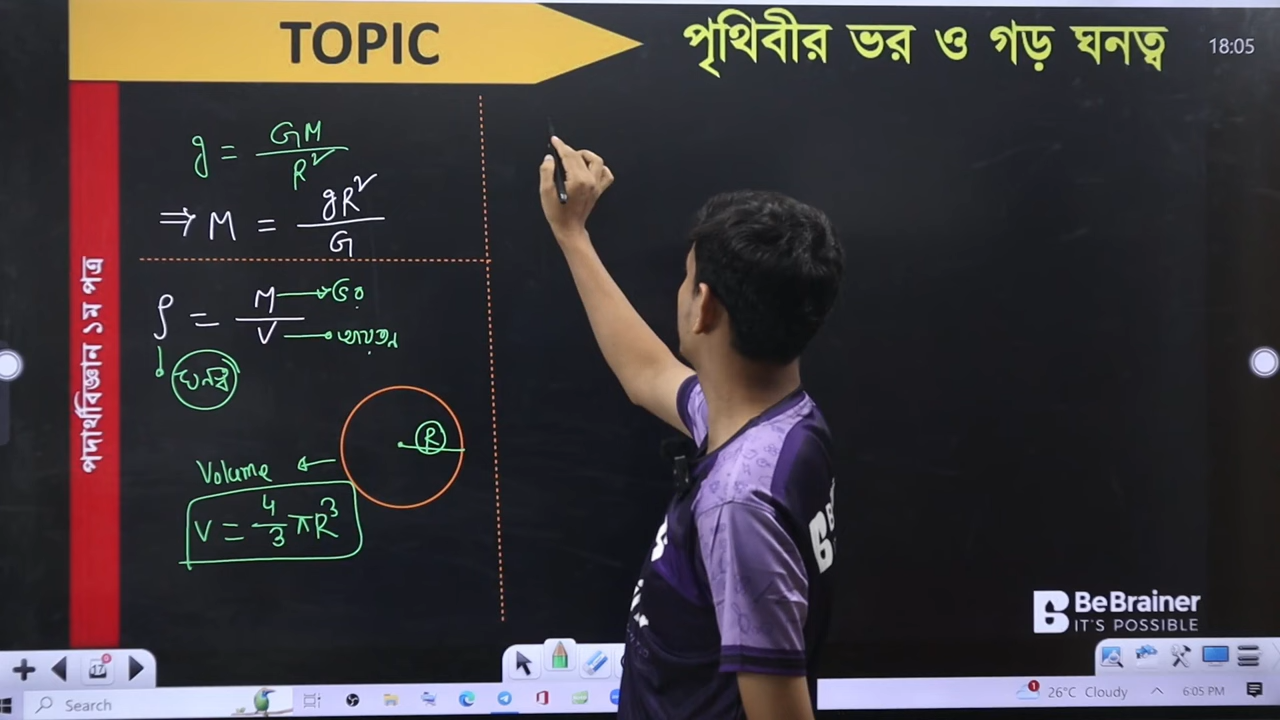 TOPIC
পৃথিবীর ভর ও গড় ঘনত্ব
18:05
পদার্থবিজ্ঞান ১ম পত্র
g = GM / R²
⇒ M = gR² / G
ρ = M / V
ভর
আয়তন
ঘনত্ব
R
Volume ←
V = 4/3 πR³
BeBrainer
IT'S POSSIBLE
17
Search
26°C Cloudy
6:05 PM